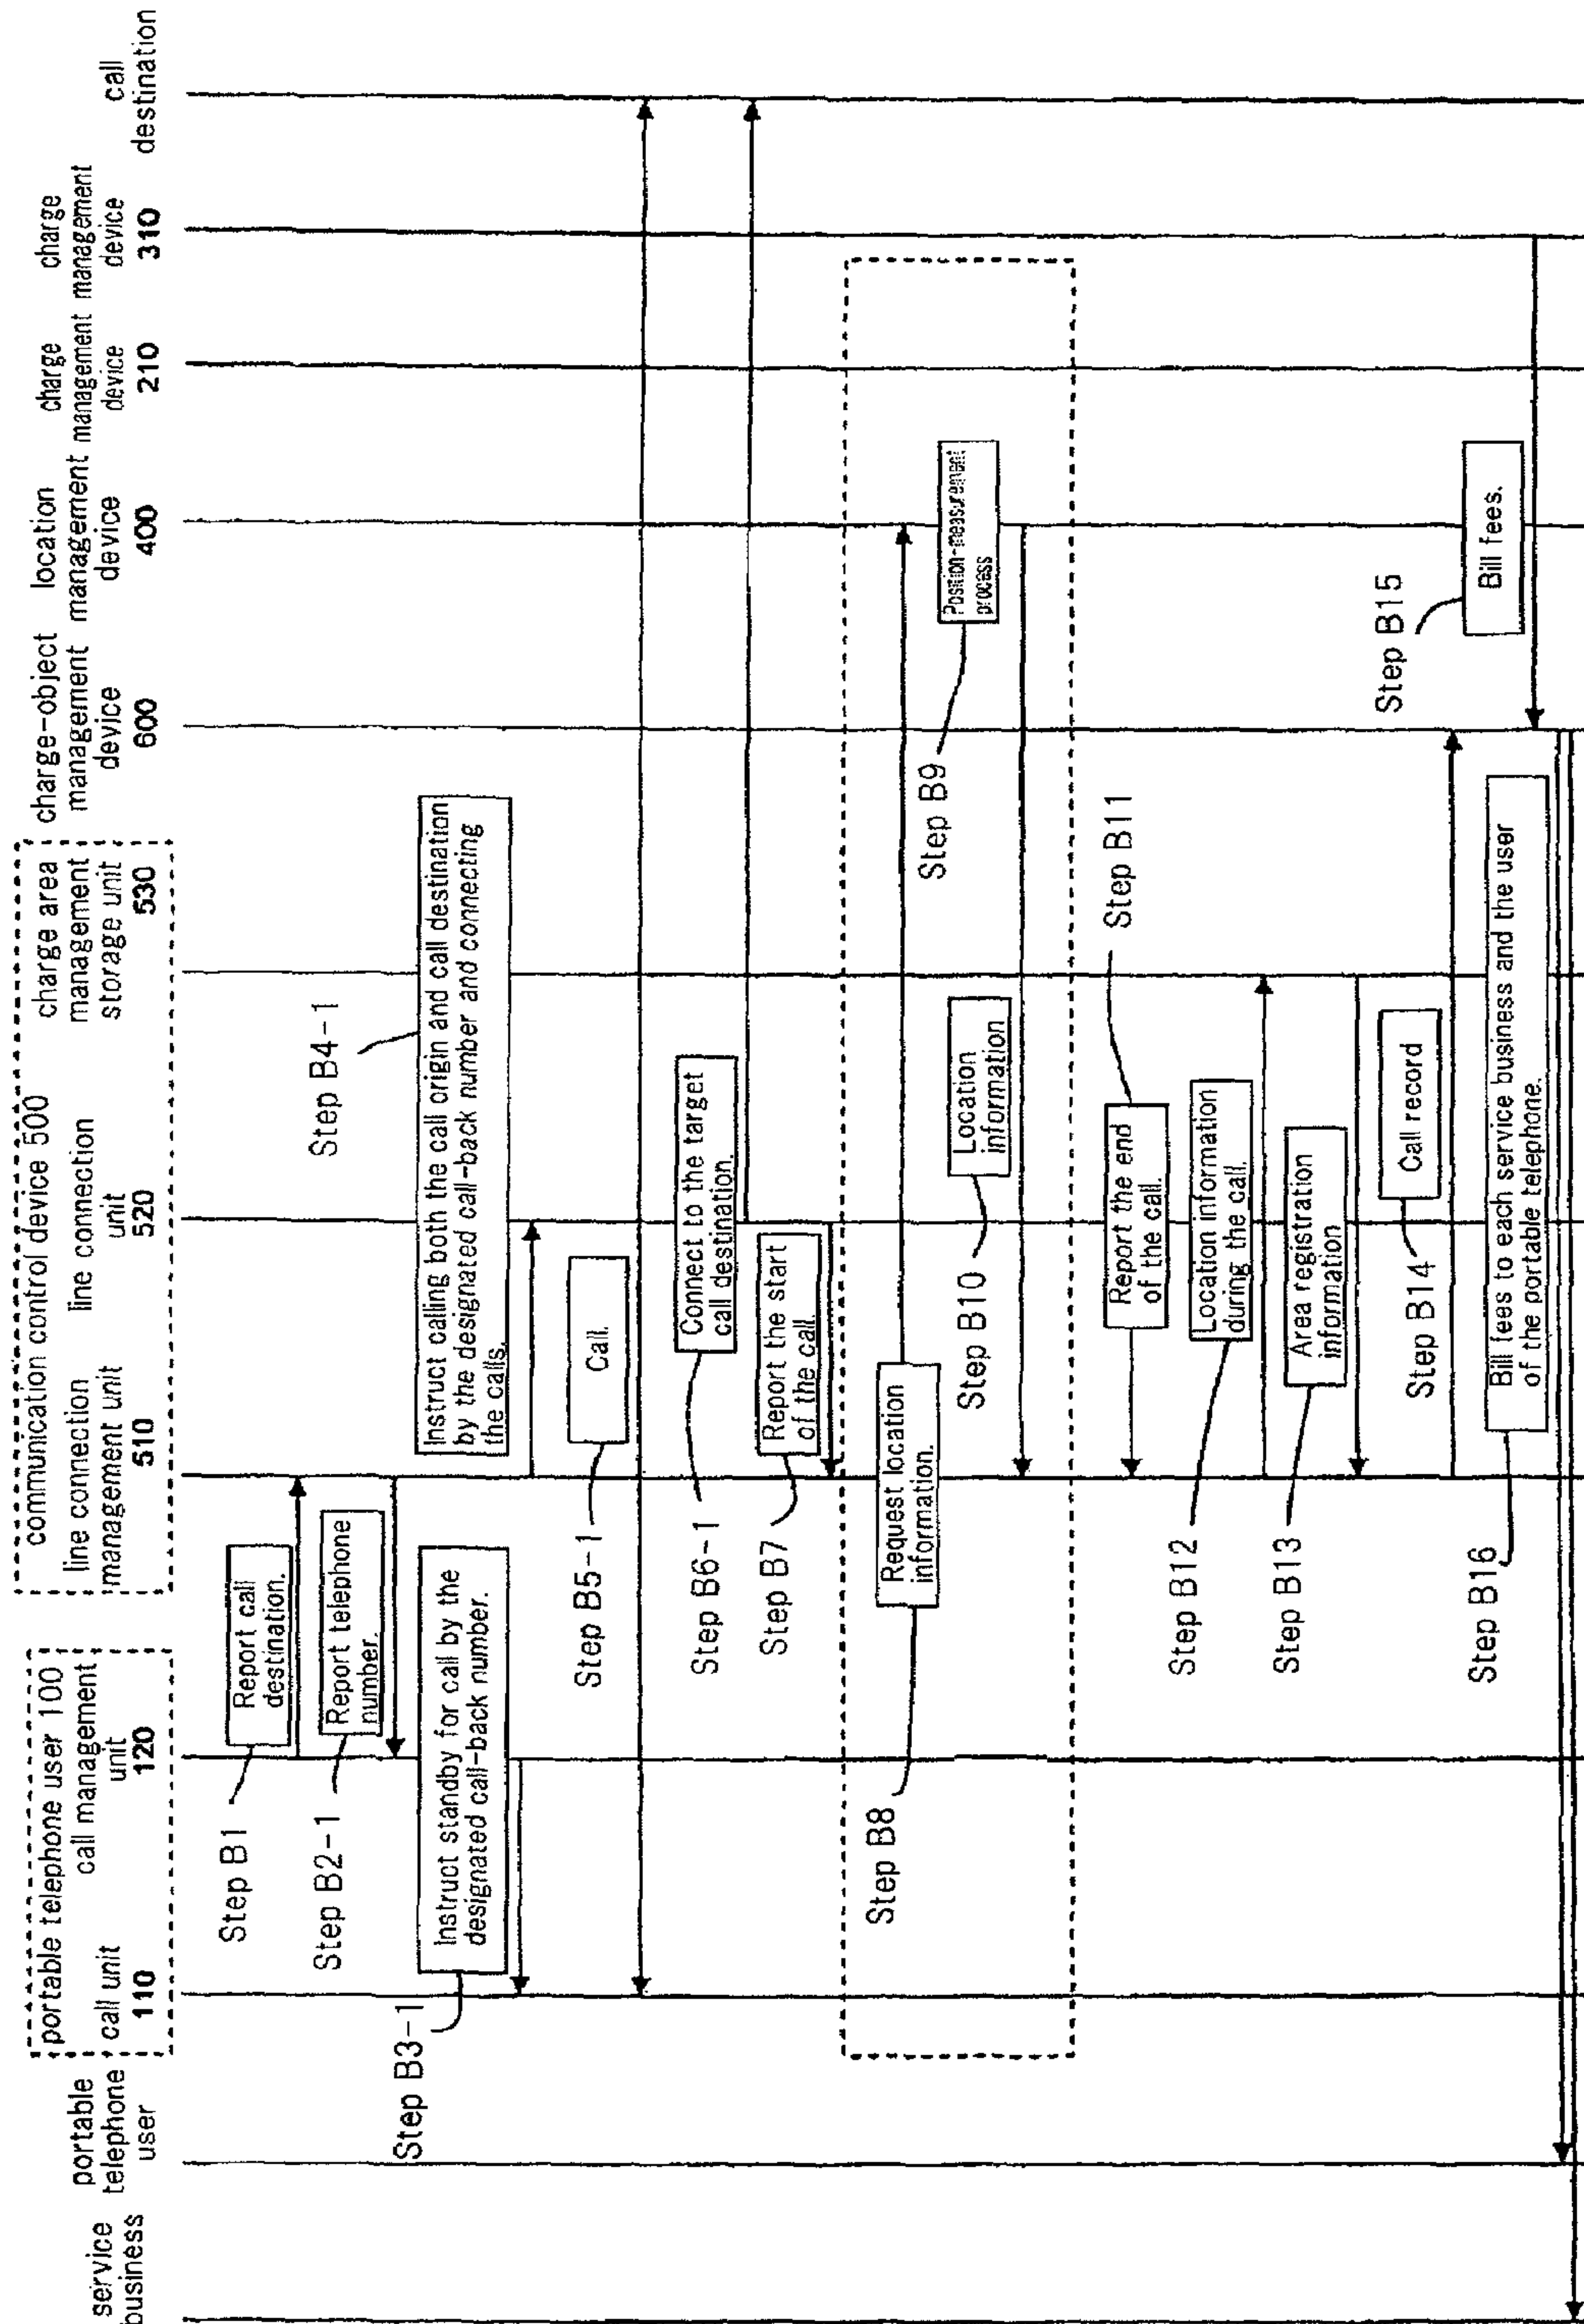 service
business
portable
telephone
user
portable telephone user 100
call unit
110
call management
unit
120
communication control device 500
line connection
management unit
510
line connection
unit
520
charge area
management
storage unit
530
charge-object
management
device
600
location
management
device
400
charge
management
device
210
charge
management
device
310
call
destination
Step B1
Report call
destination.
Step B2-1
Report telephone
number.
Step B3-1
Instruct standby for call by the
designated call-back number.
Step B4-1
Instruct calling both the call origin and call destination
by the designated call-back number and connecting
the calls.
Step B5-1
Call.
Step B6-1
Connect to the target
call destination.
Step B7
Report the start
of the call.
Step B8
Request location
information.
Step B9
Position-measurement
process
Step B10
Location
information
Step B11
Report the end
of the call.
Step B12
Location information
during the call.
Step B13
Area registration
information
Step B14
Call record
Step B15
Bill fees.
Step B16
Bill fees to each service business and the user
of the portable telephone.